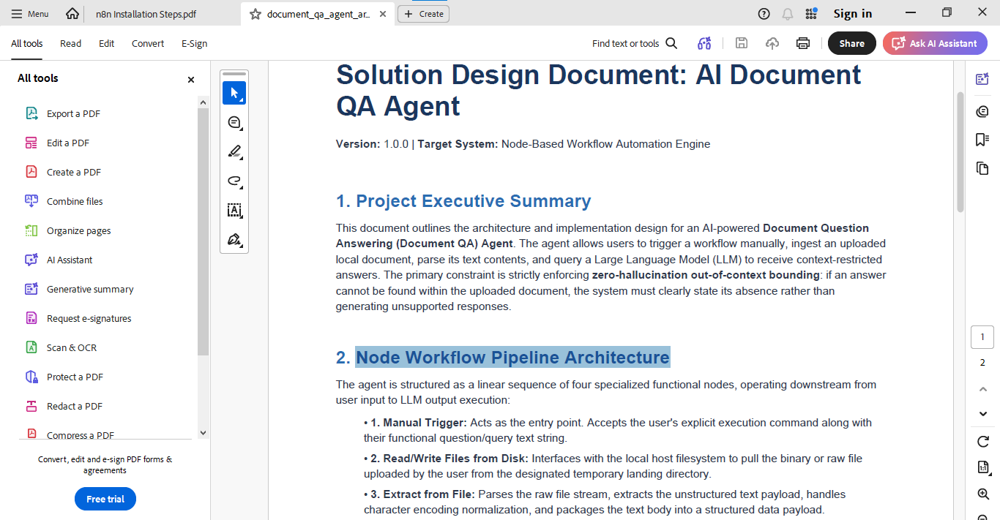 Menu
n8n Installation Steps.pdf
document_qa_agent_ar...
Create
Sign in
All tools
Read
Edit
Convert
E-Sign
Find text or tools
Share
Ask AI Assistant
All tools
Export a PDF
Edit a PDF
Create a PDF
Combine files
Organize pages
AI Assistant
Generative summary
Request e-signatures
Scan & OCR
Protect a PDF
Redact a PDF
Compress a PDF
Convert, edit and e-sign PDF forms &
agreements
Free trial
Solution Design Document: AI Document
QA Agent
Version: 1.0.0 | Target System: Node-Based Workflow Automation Engine
1. Project Executive Summary
This document outlines the architecture and implementation design for an AI-powered Document Question
Answering (Document QA) Agent. The agent allows users to trigger a workflow manually, ingest an uploaded
local document, parse its text contents, and query a Large Language Model (LLM) to receive context-restricted
answers. The primary constraint is strictly enforcing zero-hallucination out-of-context bounding: if an answer
cannot be found within the uploaded document, the system must clearly state its absence rather than
generating unsupported responses.
2. Node Workflow Pipeline Architecture
The agent is structured as a linear sequence of four specialized functional nodes, operating downstream from
user input to LLM output execution:
• 1. Manual Trigger: Acts as the entry point. Accepts the user's explicit execution command along with
their functional question/query text string.
• 2. Read/Write Files from Disk: Interfaces with the local host filesystem to pull the binary or raw file
uploaded by the user from the designated temporary landing directory.
• 3. Extract from File: Parses the raw file stream, extracts the unstructured text payload, handles
character encoding normalization, and packages the text body into a structured data payload.
1
2
1:1